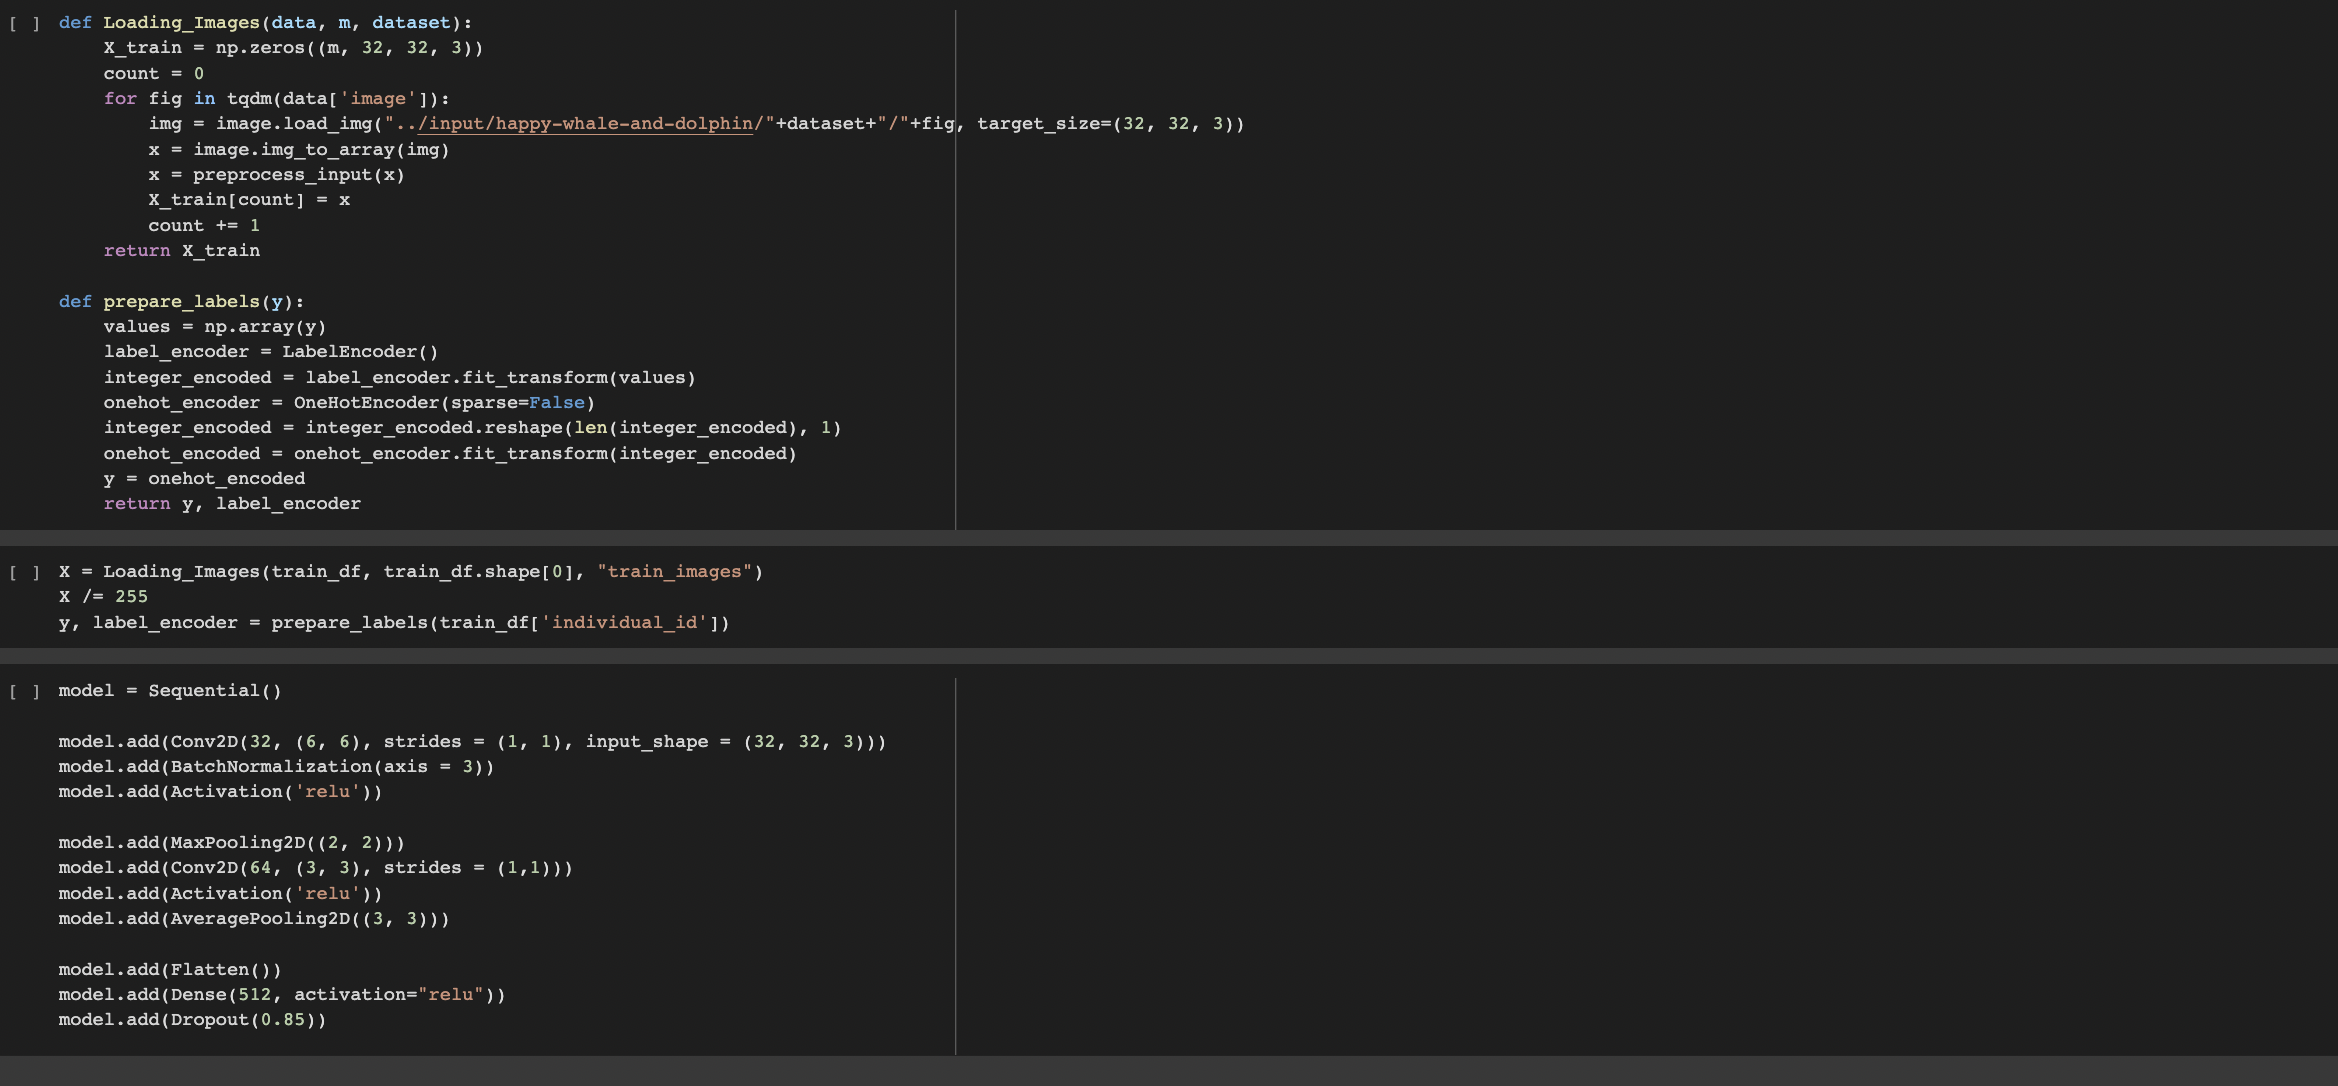 [ ] def Loading_Images(data, m, dataset):
    X_train = np.zeros((m, 32, 32, 3))
    count = 0
    for fig in tqdm(data['image']):
        img = image.load_img("../input/happy-whale-and-dolphin/"+dataset+"/"+fig, target_size=(32, 32, 3))
        x = image.img_to_array(img)
        x = preprocess_input(x)
        X_train[count] = x
        count += 1
    return X_train

def prepare_labels(y):
    values = np.array(y)
    label_encoder = LabelEncoder()
    integer_encoded = label_encoder.fit_transform(values)
    onehot_encoder = OneHotEncoder(sparse=False)
    integer_encoded = integer_encoded.reshape(len(integer_encoded), 1)
    onehot_encoded = onehot_encoder.fit_transform(integer_encoded)
    y = onehot_encoded
    return y, label_encoder

[ ] X = Loading_Images(train_df, train_df.shape[0], "train_images")
X /= 255
y, label_encoder = prepare_labels(train_df['individual_id'])

[ ] model = Sequential()

model.add(Conv2D(32, (6, 6), strides = (1, 1), input_shape = (32, 32, 3)))
model.add(BatchNormalization(axis = 3))
model.add(Activation('relu'))

model.add(MaxPooling2D((2, 2)))
model.add(Conv2D(64, (3, 3), strides = (1,1)))
model.add(Activation('relu'))
model.add(AveragePooling2D((3, 3)))

model.add(Flatten())
model.add(Dense(512, activation="relu"))
model.add(Dropout(0.85))